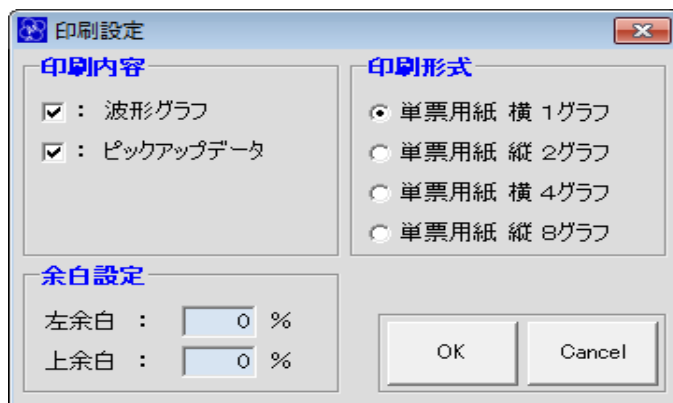 印刷設定
印刷内容
： 波形グラフ
： ピックアップデータ
印刷形式
単票用紙 横 1グラフ
単票用紙 縦 2グラフ
単票用紙 横 4グラフ
単票用紙 縦 8グラフ
余白設定
左余白 ： 0 %
上余白 ： 0 %
OK Cancel